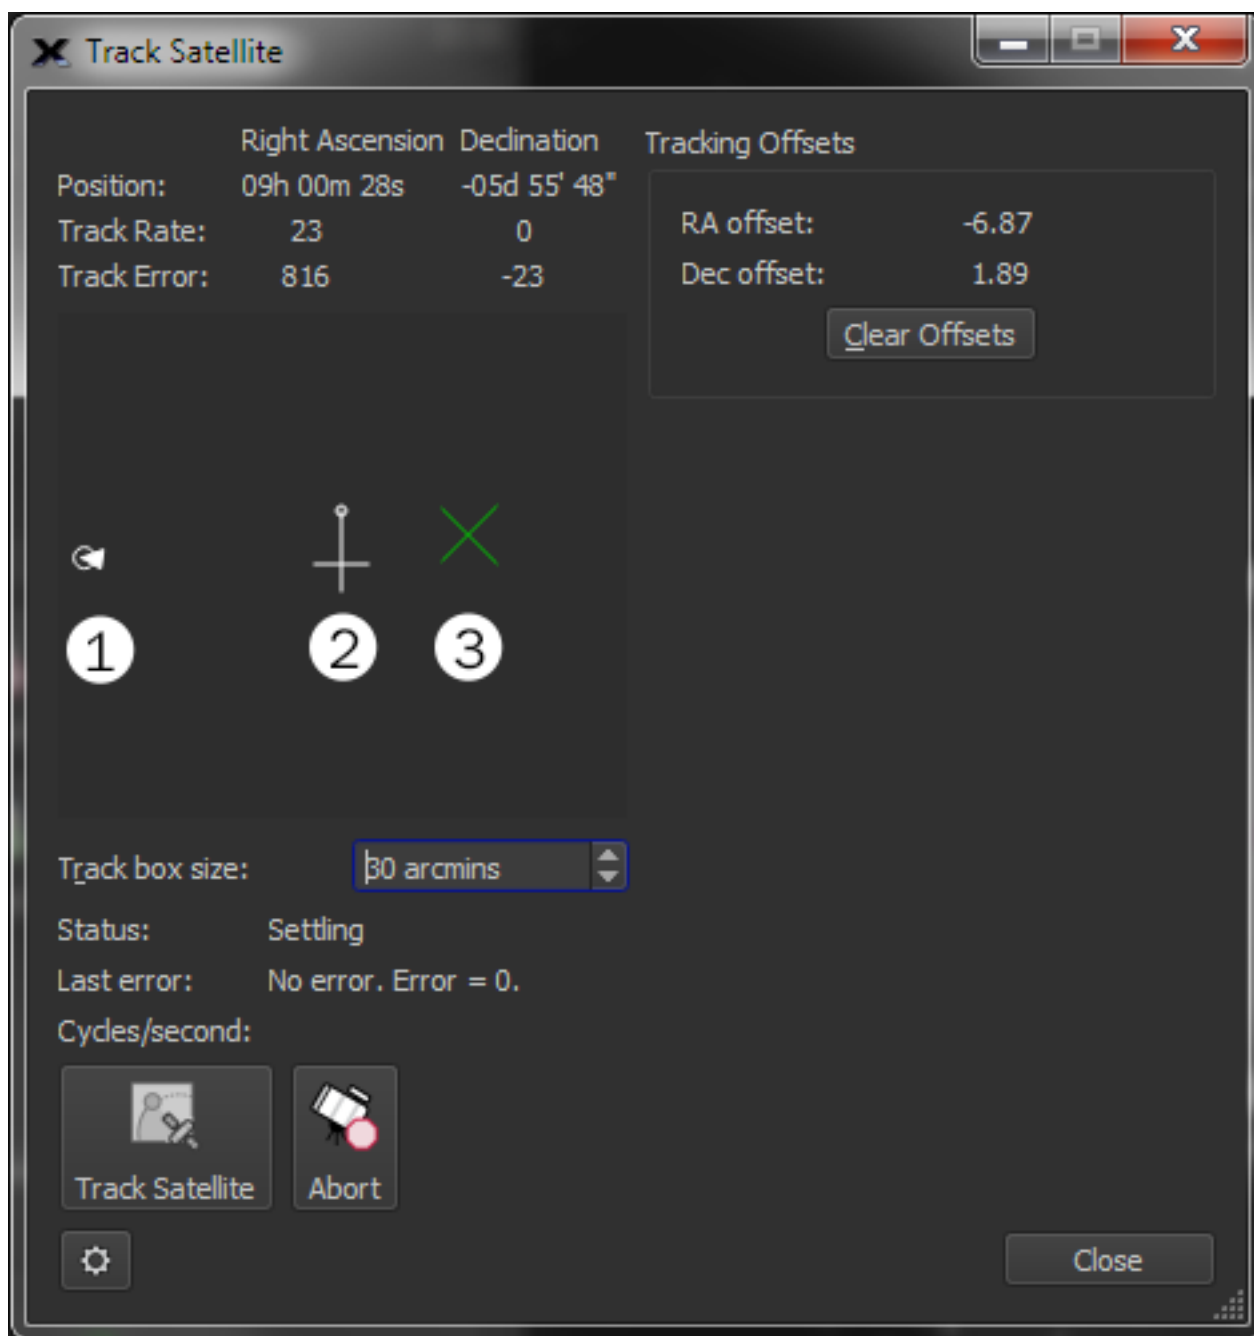 Track Satellite
Right Ascension Declination
Position: 09h 00m 28s -05d 55' 48"
Track Rate: 23 0
Track Error: 816 -23
Tracking Offsets
RA offset: -6.87
Dec offset: 1.89
Clear Offsets
1 2 3
Track box size: 30 arcmins
Status: Settling
Last error: No error. Error = 0.
Cycles/second:
Track Satellite Abort
Close